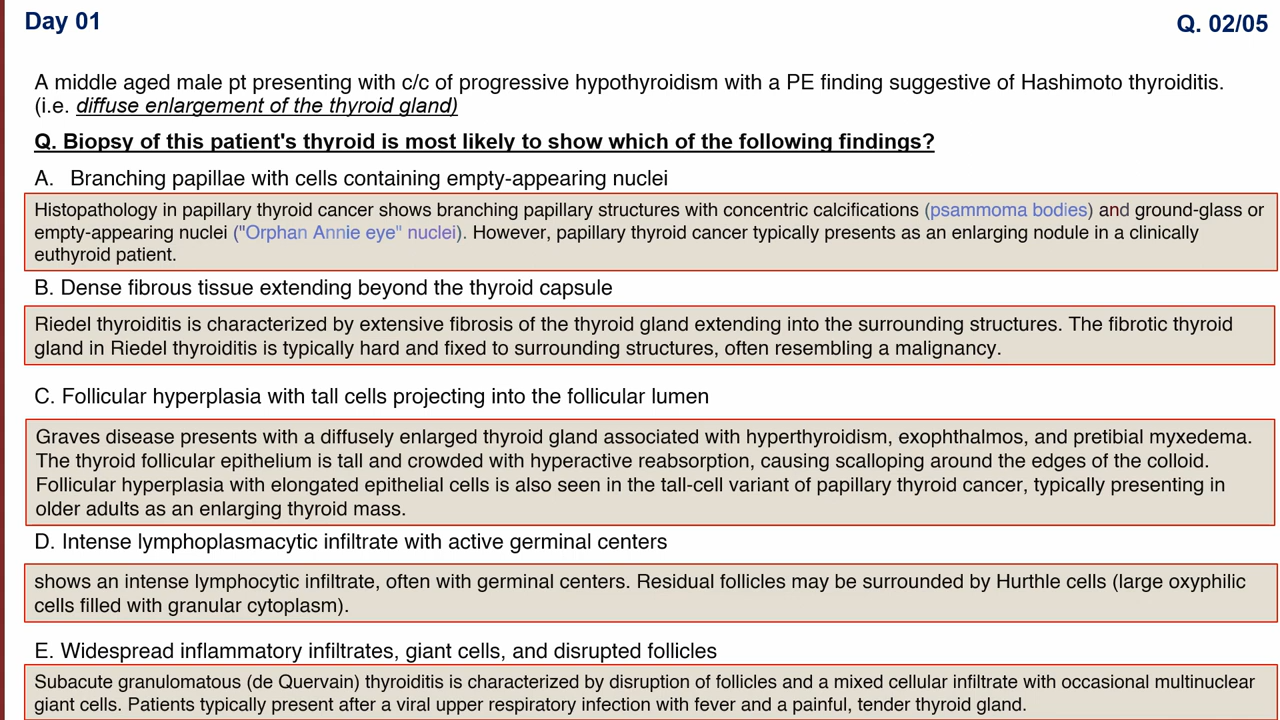 Day 01
Q. 02/05
A middle aged male pt presenting with c/c of progressive hypothyroidism with a PE finding suggestive of Hashimoto thyroiditis.
(i.e. diffuse enlargement of the thyroid gland)
Q. Biopsy of this patient's thyroid is most likely to show which of the following findings?
A. Branching papillae with cells containing empty-appearing nuclei
Histopathology in papillary thyroid cancer shows branching papillary structures with concentric calcifications (psammoma bodies) and ground-glass or
empty-appearing nuclei ("Orphan Annie eye" nuclei). However, papillary thyroid cancer typically presents as an enlarging nodule in a clinically
euthyroid patient.
B. Dense fibrous tissue extending beyond the thyroid capsule
Riedel thyroiditis is characterized by extensive fibrosis of the thyroid gland extending into the surrounding structures. The fibrotic thyroid
gland in Riedel thyroiditis is typically hard and fixed to surrounding structures, often resembling a malignancy.
C. Follicular hyperplasia with tall cells projecting into the follicular lumen
Graves disease presents with a diffusely enlarged thyroid gland associated with hyperthyroidism, exophthalmos, and pretibial myxedema.
The thyroid follicular epithelium is tall and crowded with hyperactive reabsorption, causing scalloping around the edges of the colloid.
Follicular hyperplasia with elongated epithelial cells is also seen in the tall-cell variant of papillary thyroid cancer, typically presenting in
older adults as an enlarging thyroid mass.
D. Intense lymphoplasmacytic infiltrate with active germinal centers
shows an intense lymphocytic infiltrate, often with germinal centers. Residual follicles may be surrounded by Hurthle cells (large oxyphilic
cells filled with granular cytoplasm).
E. Widespread inflammatory infiltrates, giant cells, and disrupted follicles
Subacute granulomatous (de Quervain) thyroiditis is characterized by disruption of follicles and a mixed cellular infiltrate with occasional multinuclear
giant cells. Patients typically present after a viral upper respiratory infection with fever and a painful, tender thyroid gland.